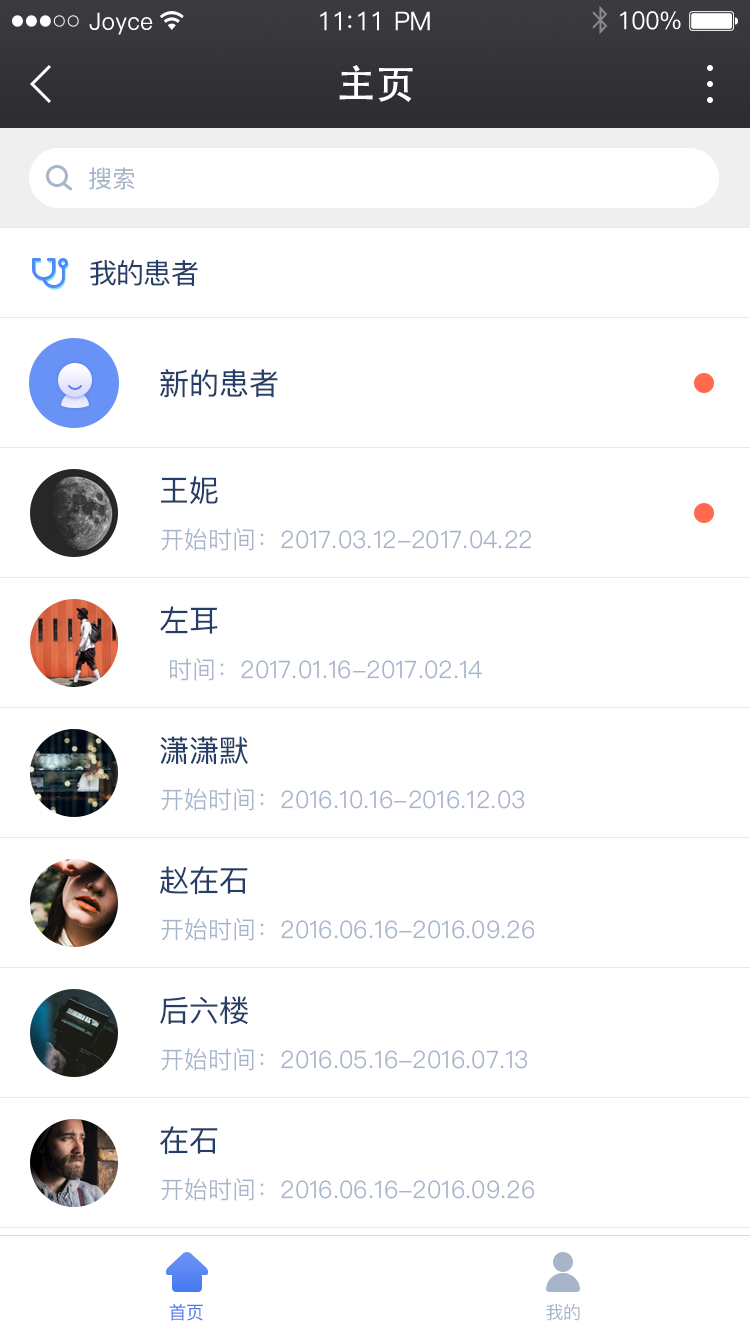 Joyce 11:11 PM 100%
主页
搜索
我的患者
新的患者
王妮
开始时间：2017.03.12–2017.04.22
左耳
时间：2017.01.16–2017.02.14
潇潇默
开始时间：2016.10.16–2016.12.03
赵在石
开始时间：2016.06.16–2016.09.26
后六楼
开始时间：2016.05.16–2016.07.13
在石
开始时间：2016.06.16–2016.09.26
首页 我的